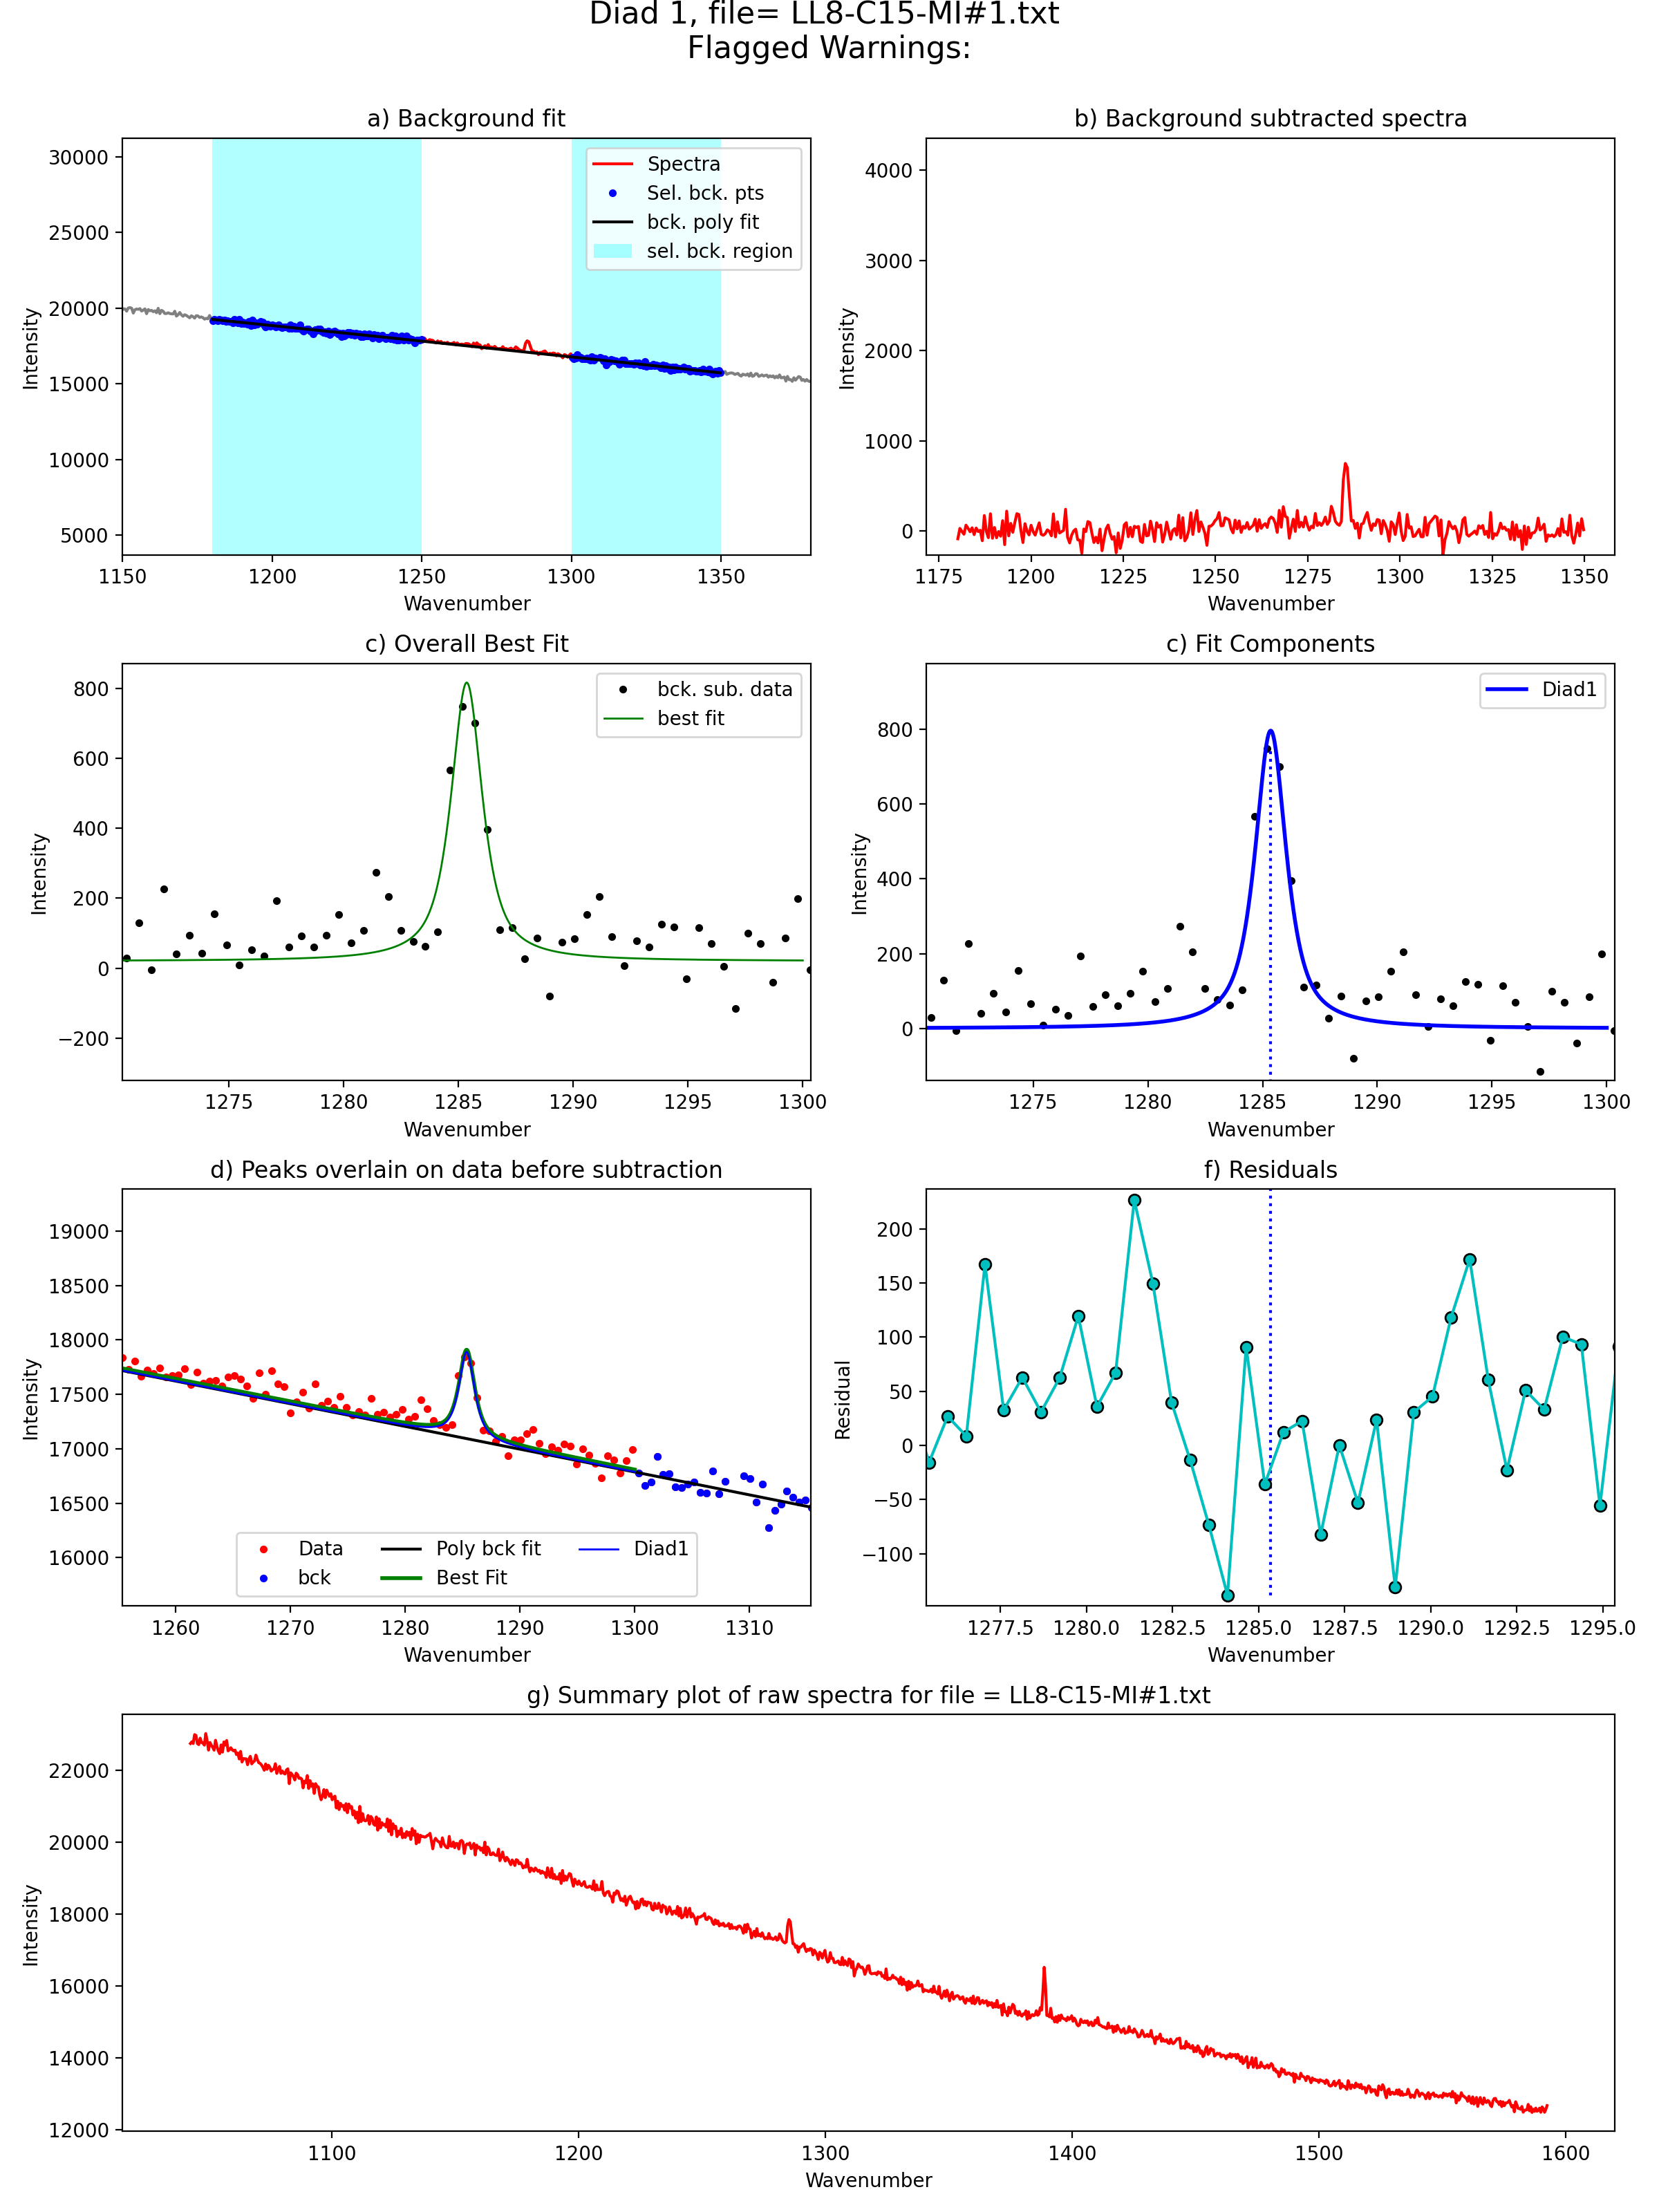 Diad 1, file= LL8-C15-MI#1.txt
Flagged Warnings:
a) Background fit
30000
25000
20000
15000
10000
5000
Intensity
Spectra
Sel. bck. pts
bck. poly fit
sel. bck. region
1150 1200 1250 1300 1350
Wavenumber
b) Background subtracted spectra
4000
3000
2000
1000
0
Intensity
1175 1200 1225 1250 1275 1300 1325 1350
Wavenumber
c) Overall Best Fit
800
600
400
200
0
−200
Intensity
bck. sub. data
best fit
1275 1280 1285 1290 1295 1300
Wavenumber
c) Fit Components
800
600
400
200
0
Intensity
Diad1
1275 1280 1285 1290 1295 1300
Wavenumber
d) Peaks overlain on data before subtraction
19000
18500
18000
17500
17000
16500
16000
Intensity
Data
bck
Poly bck fit
Best Fit
Diad1
1260 1270 1280 1290 1300 1310
Wavenumber
f) Residuals
200
150
100
50
0
−50
−100
Residual
1277.5 1280.0 1282.5 1285.0 1287.5 1290.0 1292.5 1295.0
Wavenumber
g) Summary plot of raw spectra for file = LL8-C15-MI#1.txt
22000
20000
18000
16000
14000
12000
Intensity
1100 1200 1300 1400 1500 1600
Wavenumber